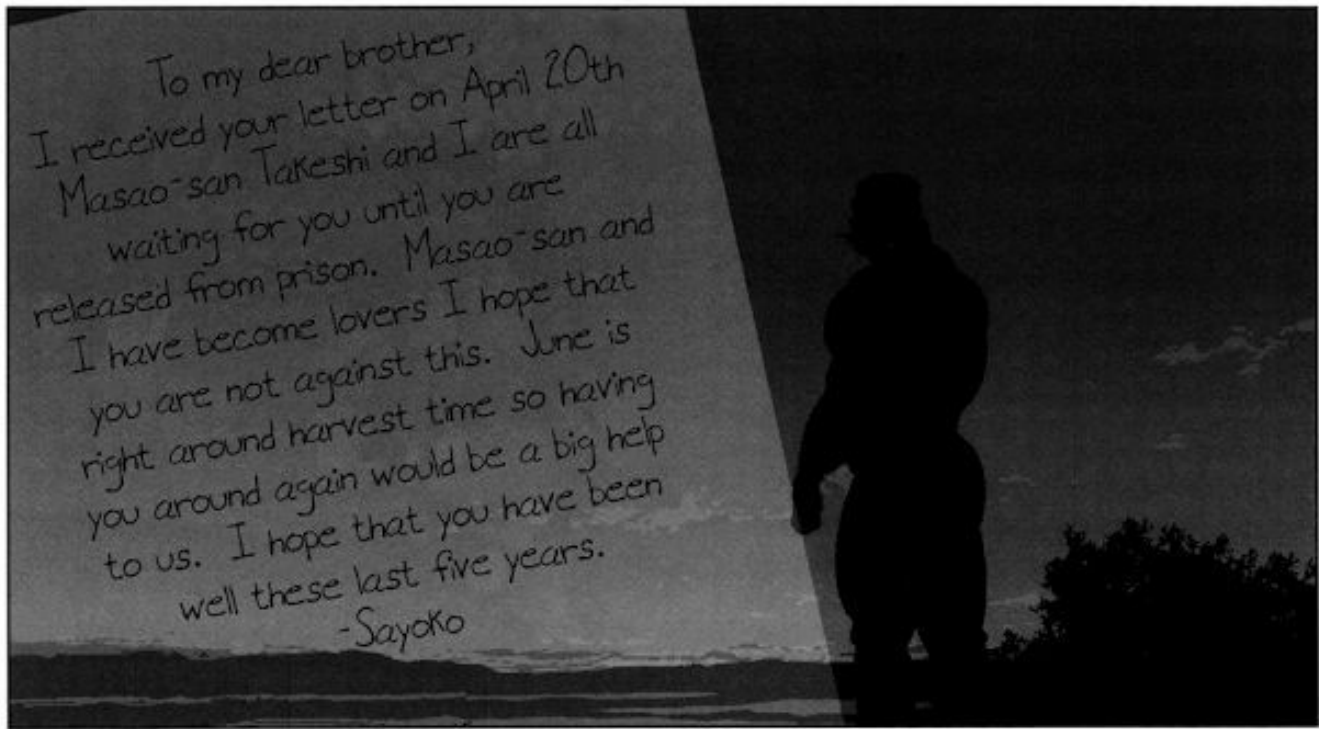 To my dear brother,
I received your letter on April 20th
Masao-san Takeshi and I are all
waiting for you until you are
released from prison. Masao-san and
I have become lovers I hope that
you are not against this. June is
right around harvest time so having
you around again would be a big help
to us. I hope that you have been
well these last five years.
-Sayoko